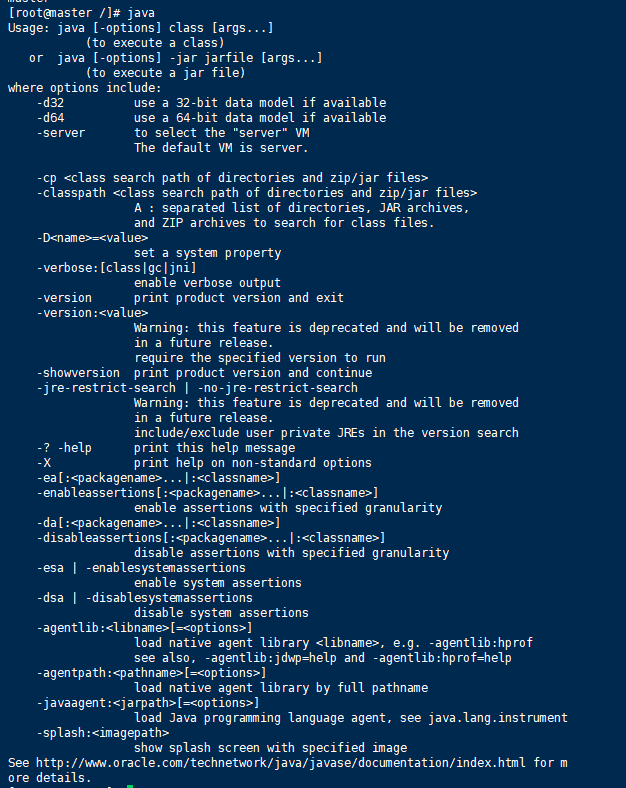 master
[root@master /]# java
Usage: java [-options] class [args...]
           (to execute a class)
   or  java [-options] -jar jarfile [args...]
           (to execute a jar file)
where options include:
    -d32          use a 32-bit data model if available
    -d64          use a 64-bit data model if available
    -server       to select the "server" VM
                  The default VM is server.

    -cp <class search path of directories and zip/jar files>
    -classpath <class search path of directories and zip/jar files>
                  A : separated list of directories, JAR archives,
                  and ZIP archives to search for class files.
    -D<name>=<value>
                  set a system property
    -verbose:[class|gc|jni]
                  enable verbose output
    -version      print product version and exit
    -version:<value>
                  Warning: this feature is deprecated and will be removed
                  in a future release.
                  require the specified version to run
    -showversion  print product version and continue
    -jre-restrict-search | -no-jre-restrict-search
                  Warning: this feature is deprecated and will be removed
                  in a future release.
                  include/exclude user private JREs in the version search
    -? -help      print this help message
    -X            print help on non-standard options
    -ea[:<packagename>...|:<classname>]
    -enableassertions[:<packagename>...|:<classname>]
                  enable assertions with specified granularity
    -da[:<packagename>...|:<classname>]
    -disableassertions[:<packagename>...|:<classname>]
                  disable assertions with specified granularity
    -esa | -enablesystemassertions
                  enable system assertions
    -dsa | -disablesystemassertions
                  disable system assertions
    -agentlib:<libname>[=<options>]
                  load native agent library <libname>, e.g. -agentlib:hprof
                  see also, -agentlib:jdwp=help and -agentlib:hprof=help
    -agentpath:<pathname>[=<options>]
                  load native agent library by full pathname
    -javaagent:<jarpath>[=<options>]
                  load Java programming language agent, see java.lang.instrument
    -splash:<imagepath>
                  show splash screen with specified image
See http://www.oracle.com/technetwork/java/javase/documentation/index.html for m
ore details.